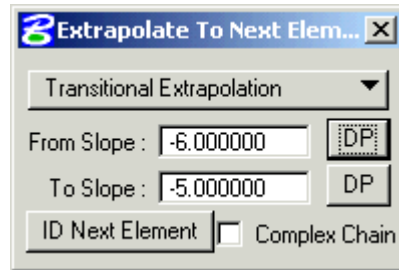 Extrapolate To Next Elem...
Transitional Extrapolation
From Slope : -6.000000 DP
To Slope : -5.000000 DP
ID Next Element Complex Chain